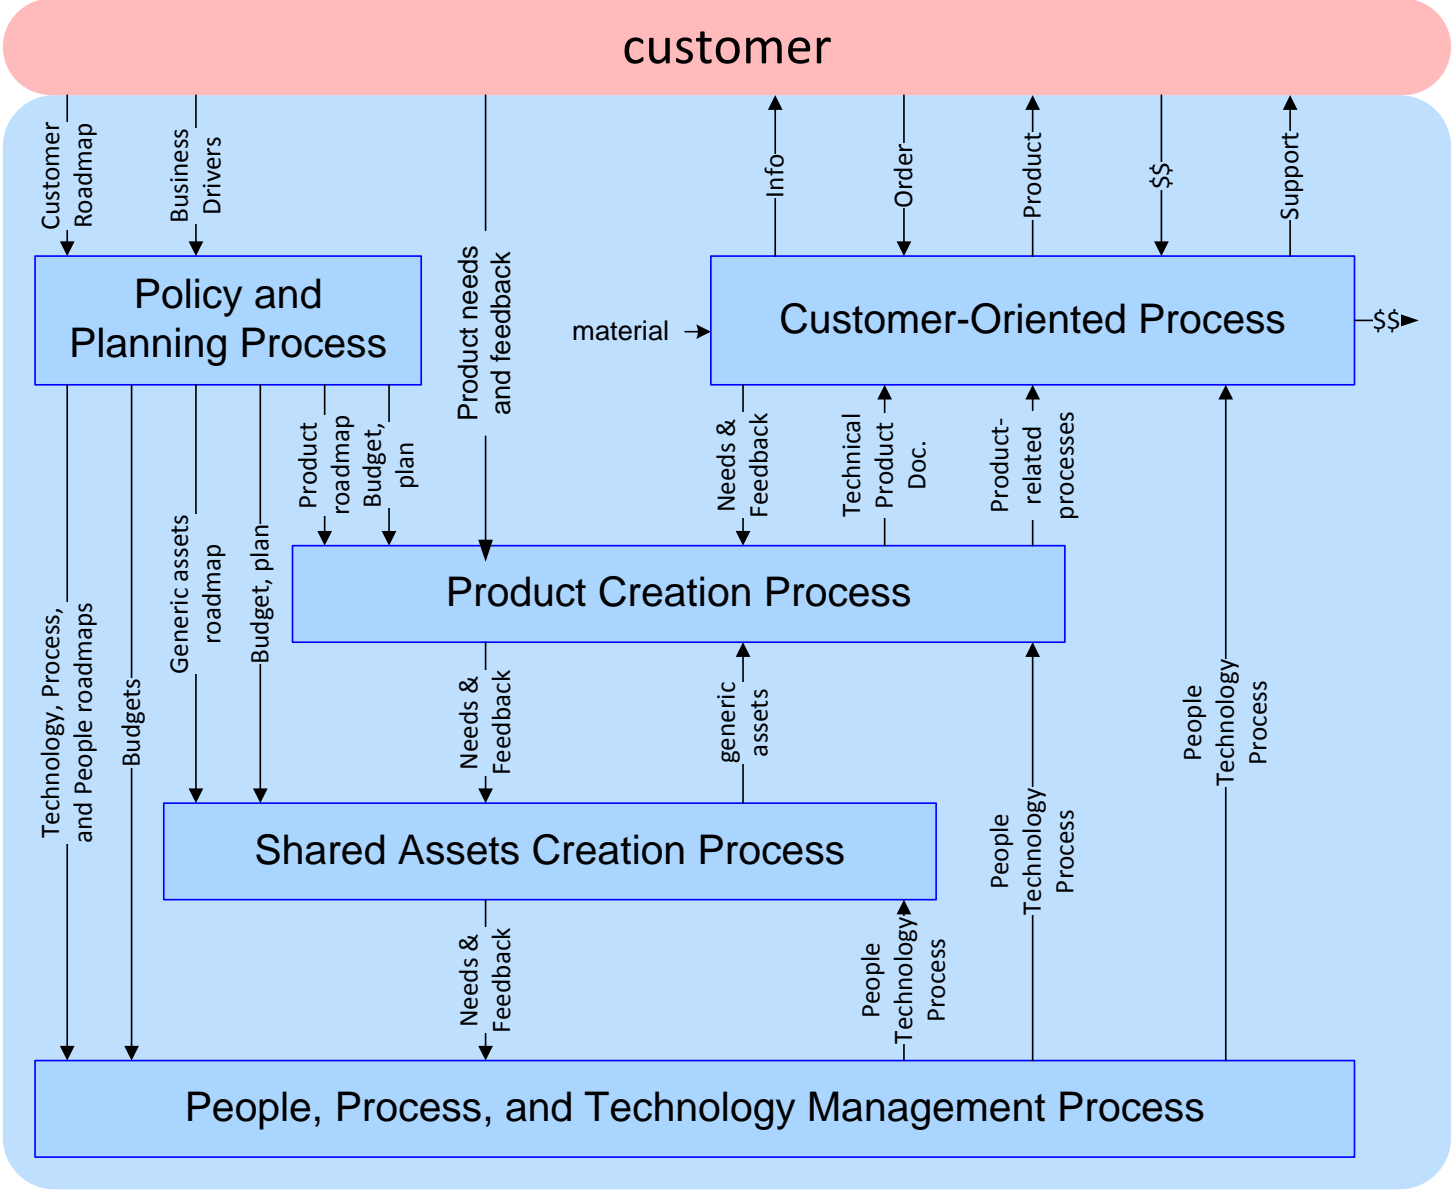 customer
Customer
Roadmap
Business
Drivers
Product needs
and feedback
Info
Order
Product
$$
Support
Policy and
Planning Process
material
Customer-Oriented Process
$$
Product
roadmap
Budget,
plan
Needs &
Feedback
Technical
Product
Doc.
Product-
related
processes
Technology, Process,
and People roadmaps
Budgets
Generic assets
roadmap
Budget, plan
Product Creation Process
Needs &
Feedback
generic
assets
People
Technology
Process
People
Technology
Process
Shared Assets Creation Process
Needs &
Feedback
People
Technology
Process
People, Process, and Technology Management Process